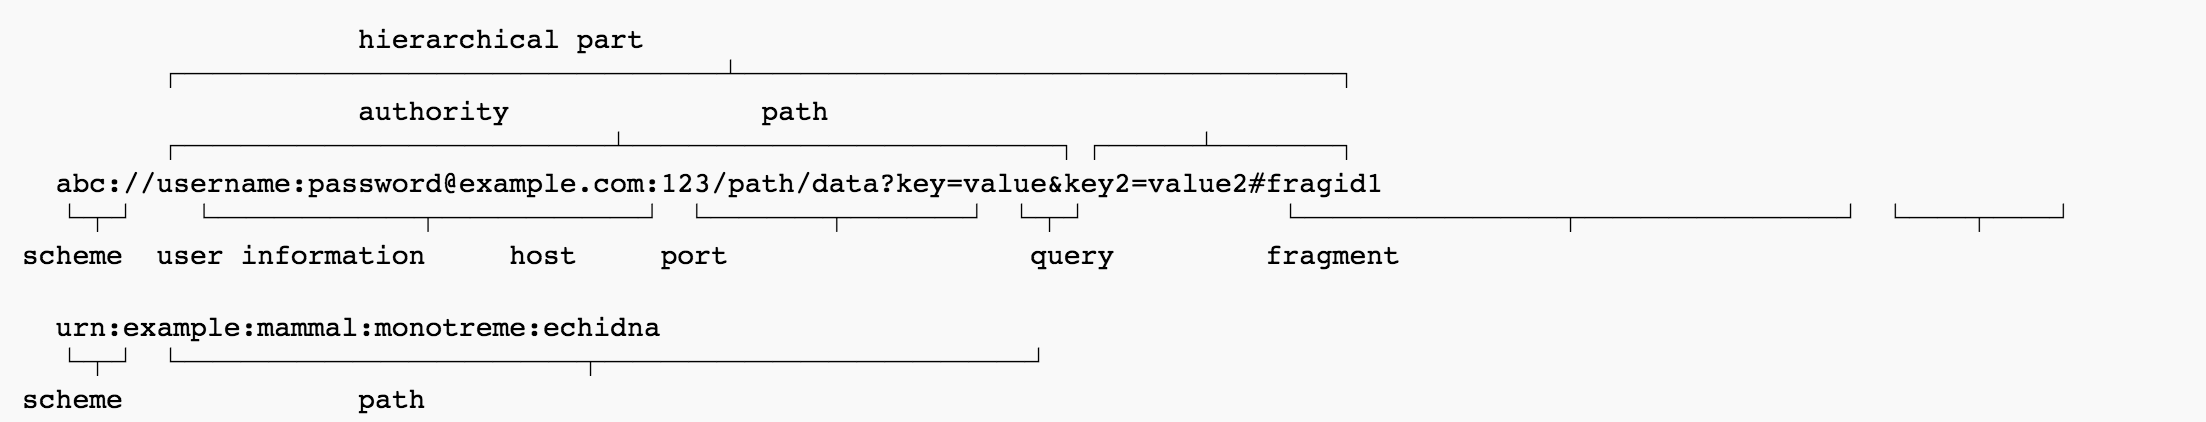 hierarchical part
authority path
abc://username:password@example.com:123/path/data?key=value&key2=value2#fragid1
scheme user information host port query fragment
urn:example:mammal:monotreme:echidna
scheme path